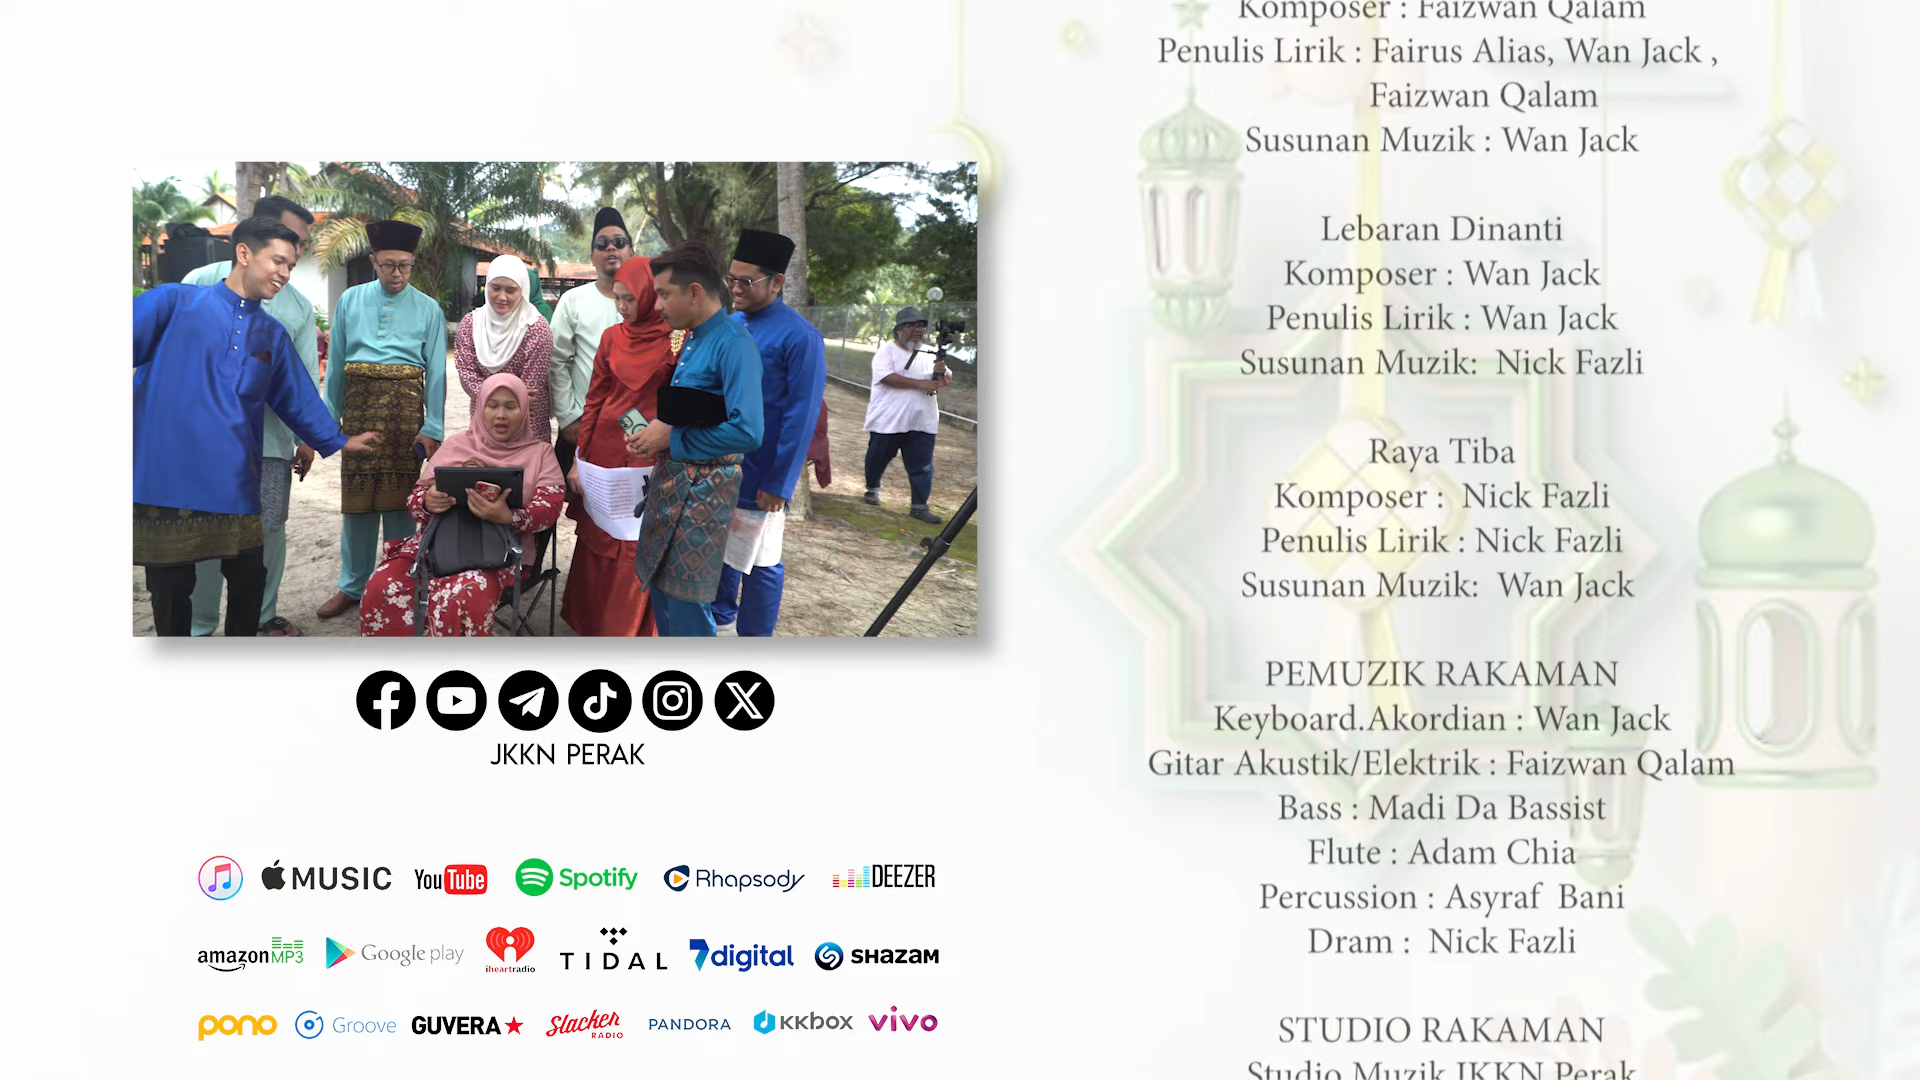 JKKN PERAK
MUSIC
YouTube
Spotify
Rhapsody
DEEZER
amazon MP3
Google play
iheartradio
TIDAL
7digital
SHAZAM
pono
Groove
GUVERA
Slacker RADIO
PANDORA
KKBOX
vivo
Komposer : Faizwan Qalam
Penulis Lirik : Fairus Alias, Wan Jack ,
Faizwan Qalam
Susunan Muzik : Wan Jack
Lebaran Dinanti
Komposer : Wan Jack
Penulis Lirik : Wan Jack
Susunan Muzik: Nick Fazli
Raya Tiba
Komposer : Nick Fazli
Penulis Lirik : Nick Fazli
Susunan Muzik: Wan Jack
PEMUZIK RAKAMAN
Keyboard.Akordian : Wan Jack
Gitar Akustik/Elektrik : Faizwan Qalam
Bass : Madi Da Bassist
Flute : Adam Chia
Percussion : Asyraf Bani
Dram : Nick Fazli
STUDIO RAKAMAN
Studio Muzik JKKN Perak